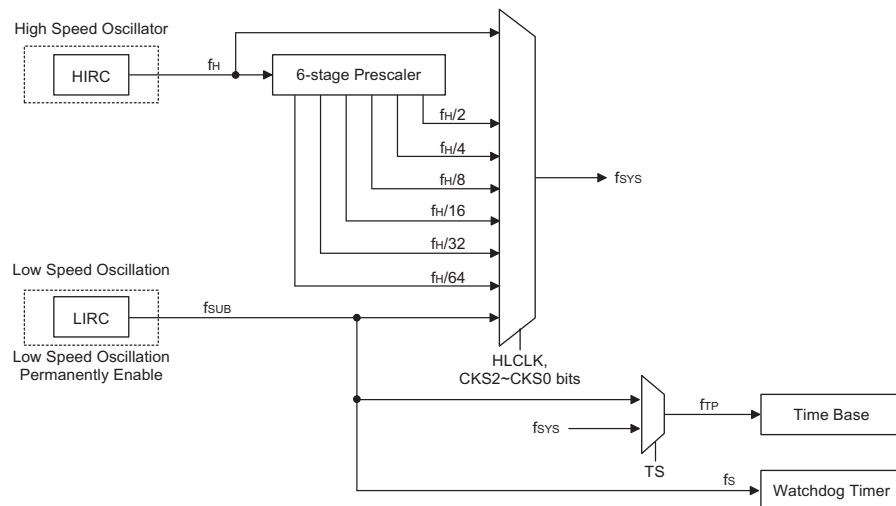 High Speed Oscillator
HIRC
fH
6-stage Prescaler
fH/2
fH/4
fH/8
fH/16
fH/32
fH/64
fSYS
Low Speed Oscillation
LIRC
fSUB
Low Speed Oscillation
Permanently Enable
HLCLK,
CKS2~CKS0 bits
fSYS
TS
fTP
Time Base
fS
Watchdog Timer